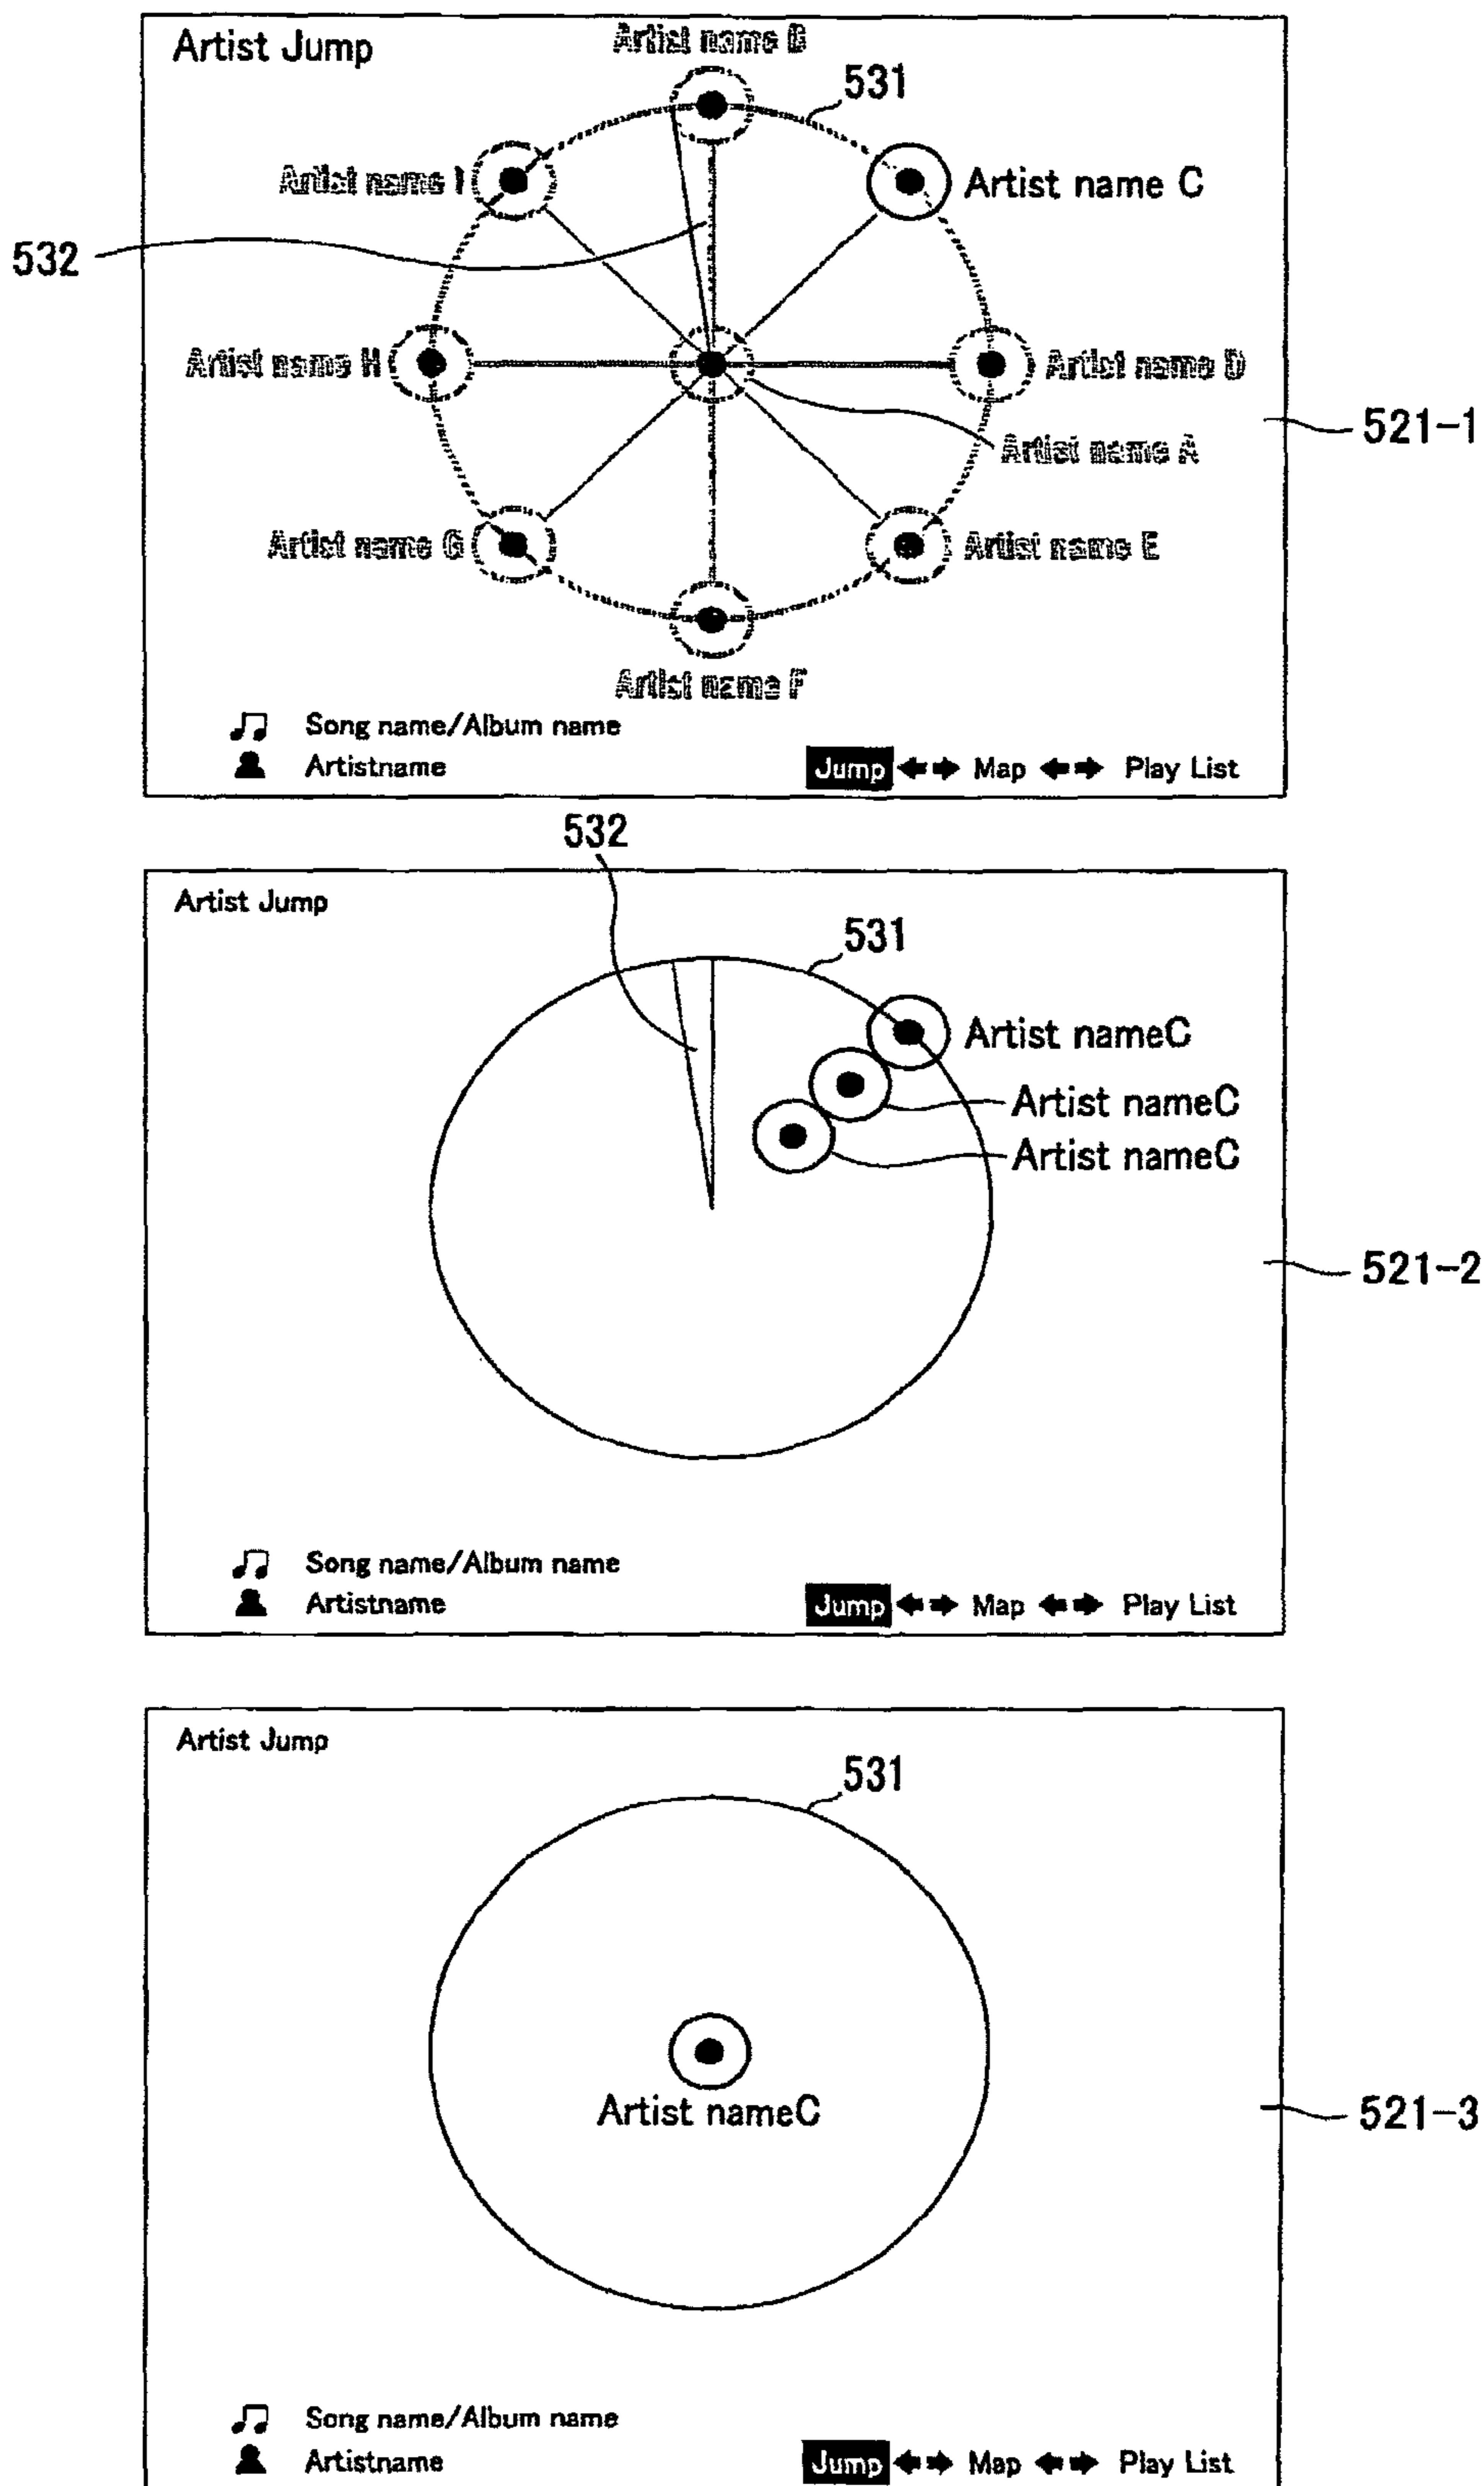 Artist Jump
Artist name B
531
Artist name I
Artist name C
532
Artist name H
Artist name D
521-1
Artist name A
Artist name G
Artist name E
Artist name F
Song name/Album name
Artistname
Jump Map Play List
532
Artist Jump
531
Artist nameC
Artist nameC
Artist nameC
521-2
Song name/Album name
Artistname
Jump Map Play List
Artist Jump
531
Artist nameC
521-3
Song name/Album name
Artistname
Jump Map Play List